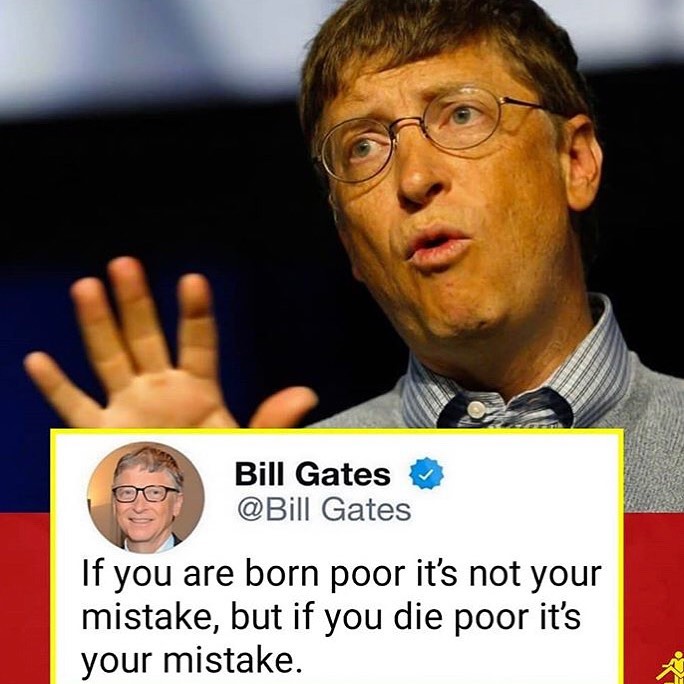 Bill Gates
@Bill Gates
If you are born poor it's not your
mistake, but if you die poor it's
your mistake.